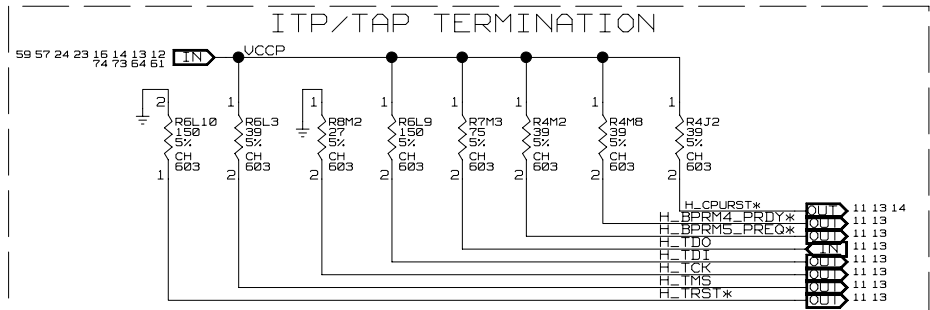 ITP/TAP TERMINATION
59 57 24 23 16 14 13 12
74 73 64 61
IN
VCCP
2
R6L10
150
5%
CH
603
1
1
R6L3
39
5%
CH
603
2
1
R8M2
27
5%
CH
603
2
1
R6L9
150
5%
CH
603
2
1
R7M3
75
5%
CH
603
2
1
R4M2
39
5%
CH
603
2
1
R4M8
39
5%
CH
603
2
1
R4J2
39
5%
CH
603
2
H_CPURST* OUT 11 13 14
H_BPRM4_PRDY* OUT 11 13
H_BPRM5_PREQ* OUT 11 13
H_TDO IN 11 13
H_TDI OUT 11 13
H_TCK OUT 11 13
H_TMS OUT 11 13
H_TRST* OUT 11 13